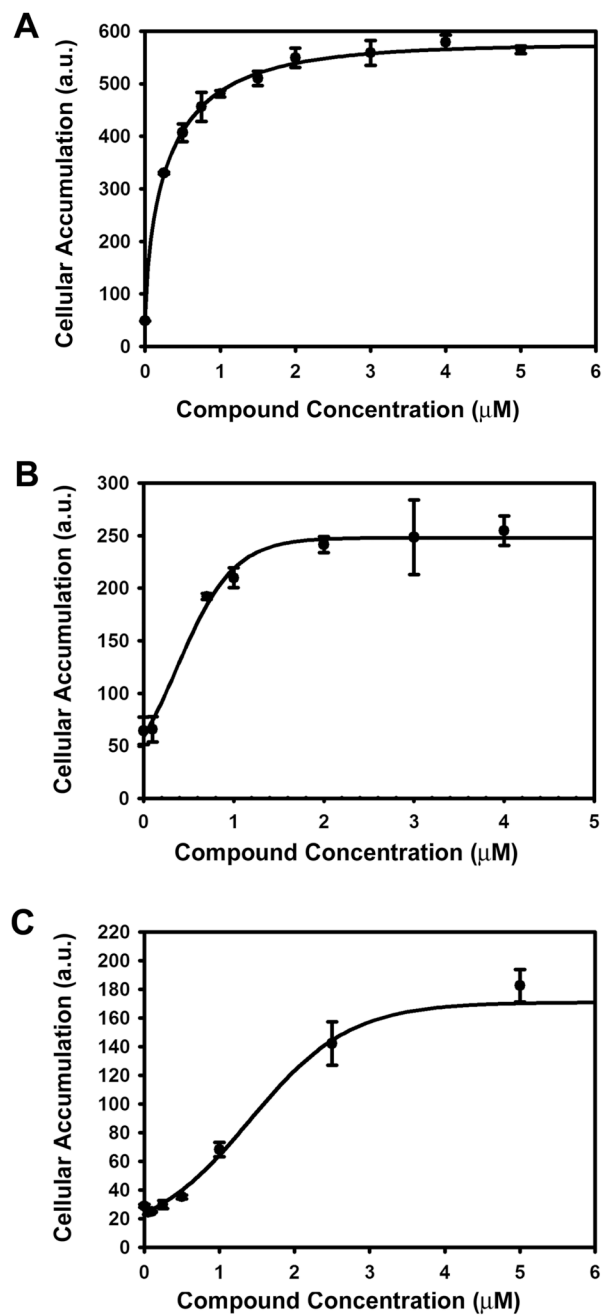 A
600
500
400
300
200
100
0
0 1 2 3 4 5 6
Cellular Accumulation (a.u.)
Compound Concentration (μM)
B
300
250
200
150
100
50
0
0 1 2 3 4 5
Cellular Accumulation (a.u.)
Compound Concentration (μM)
C
220
200
180
160
140
120
100
80
60
40
20
0
0 1 2 3 4 5 6
Cellular Accumulation (a.u.)
Compound Concentration (μM)